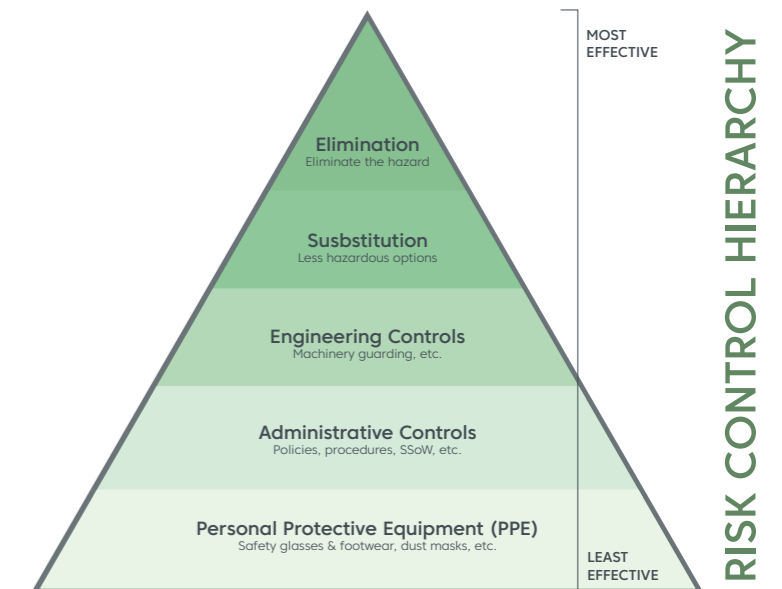 MOST
EFFECTIVE
Elimination
Eliminate the hazard
Susbstitution
Less hazardous options
Engineering Controls
Machinery guarding, etc.
Administrative Controls
Policies, procedures, SSoW, etc.
Personal Protective Equipment (PPE)
Safety glasses & footwear, dust masks, etc.
LEAST
EFFECTIVE
RISK CONTROL HIERARCHY